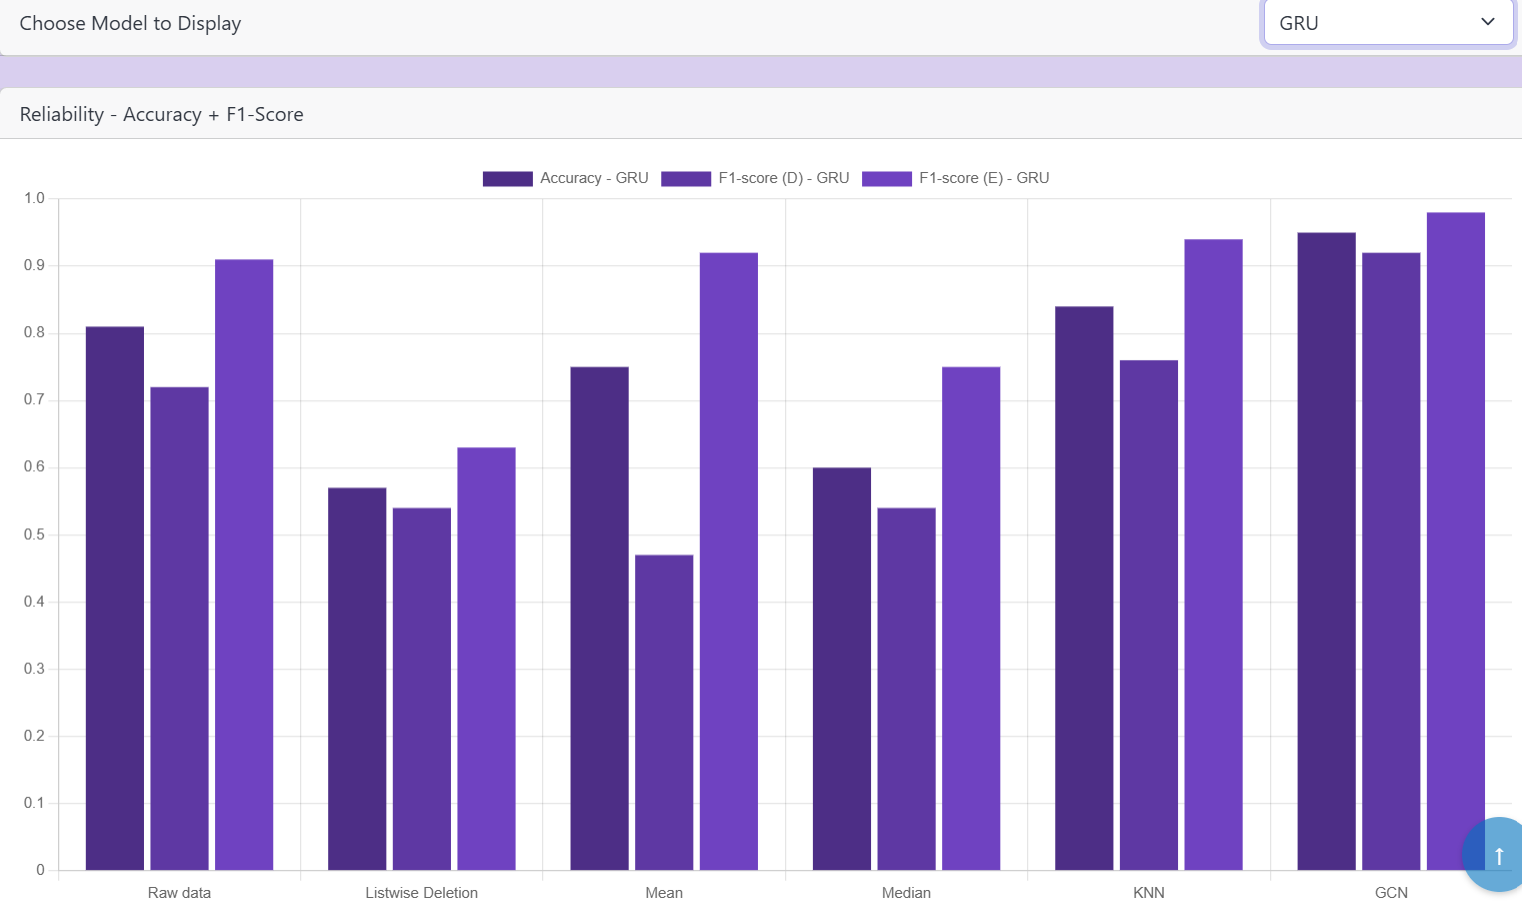 Choose Model to Display
GRU
Reliability - Accuracy + F1-Score
Accuracy - GRU F1-score (D) - GRU F1-score (E) - GRU
1.0
0.9
0.8
0.7
0.6
0.5
0.4
0.3
0.2
0.1
0
Raw data Listwise Deletion Mean Median KNN GCN
↑